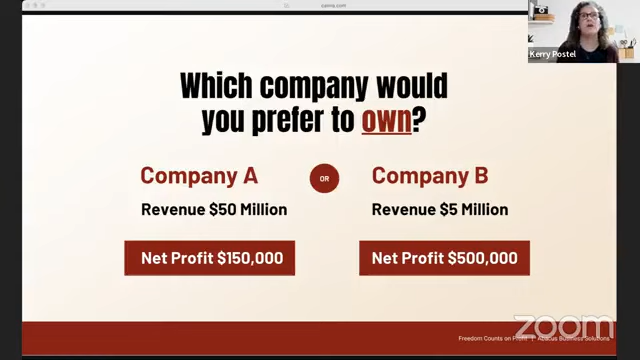 canva.com
Kerry Postel
Which company would
you prefer to own?
Company A
OR
Company B
Revenue $50 Million
Revenue $5 Million
Net Profit $150,000
Net Profit $500,000
zoom
Freedom Counts on Profit | Abacus Business Solutions